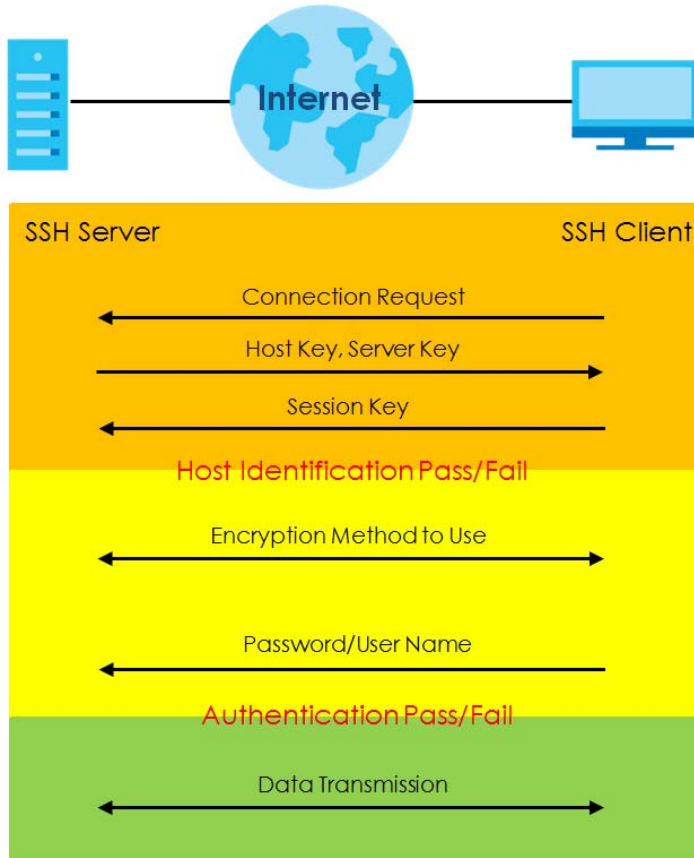 Internet
SSH Server
SSH Client
Connection Request
Host Key, Server Key
Session Key
Host Identification Pass/Fail
Encryption Method to Use
Password/User Name
Authentication Pass/Fail
Data Transmission